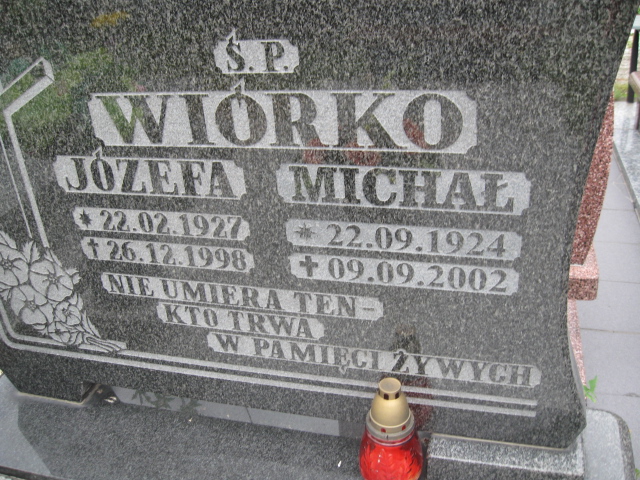 Ś.P.
WIÓRKO
JÓZEFA MICHAŁ
* 22.02.1927 * 22.09.1924
† 26.12.1998 † 09.09.2002
NIE UMIERA TEN-
KTO TRWA
W PAMIĘCI ŻYWYCH